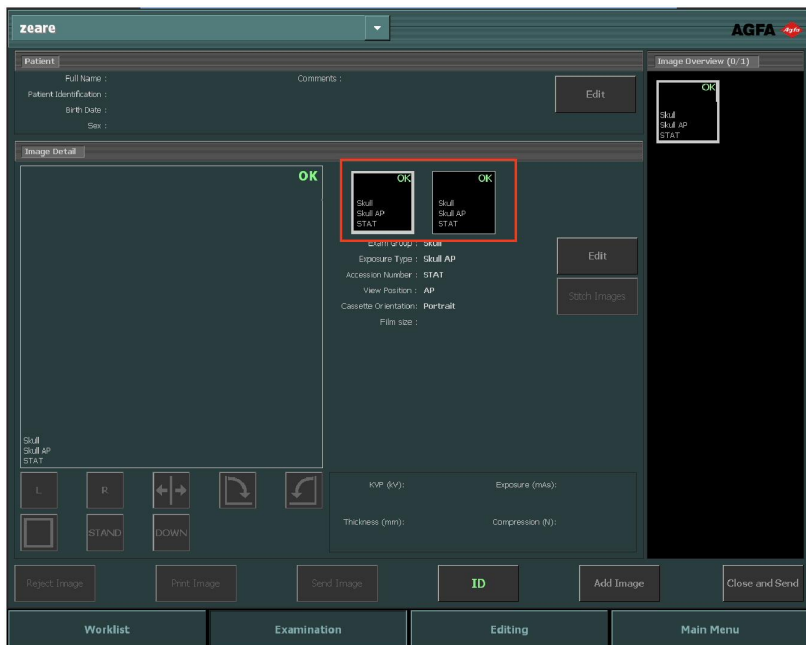 zeare
AGFA
Agfa
Patient
Full Name :
Comments :
Patient Identification :
Birth Date :
Sex :
Edit
Image Overview (0/1)
OK
Skull
Skull AP
STAT
Image Detail
OK
Skull
Skull AP
STAT
OK
Skull
Skull AP
STAT
OK
Skull
Skull AP
STAT
Exam Group : Skull
Exposure Type : Skull AP
Accession Number : STAT
View Position : AP
Cassette Orientation: Portrait
Film size :
Edit
Stitch Images
L
R
STAND
DOWN
KVP (kV):
Exposure (mAs):
Thickness (mm):
Compression (N):
Reject Image
Print Image
Send Image
ID
Add Image
Close and Send
Worklist
Examination
Editing
Main Menu